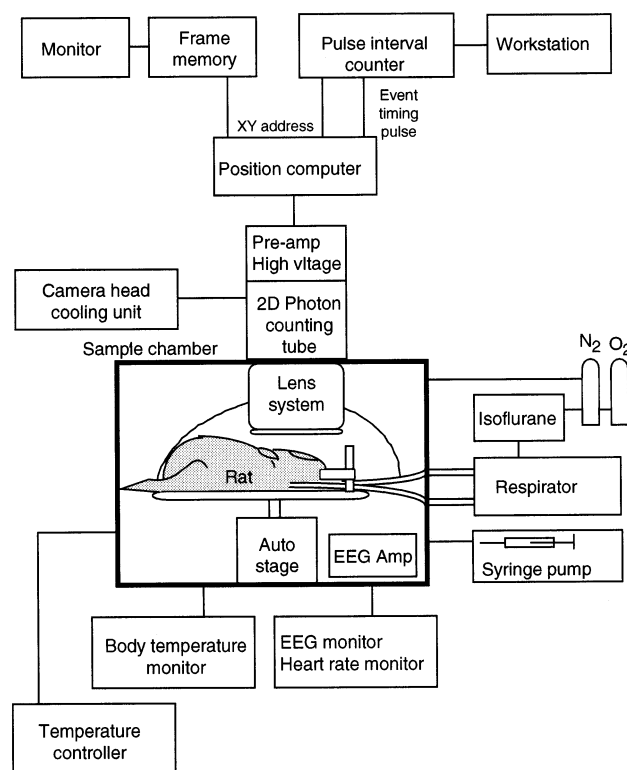 Monitor
Frame
memory
Pulse interval
counter
Workstation
XY address
Event
timing
pulse
Position computer
Pre-amp
High vltage
Camera head
cooling unit
2D Photon
counting
tube
Sample chamber
N2 O2
Lens
system
Isoflurane
Rat
Respirator
Auto
stage
EEG Amp
Syringe pump
Body temperature
monitor
EEG monitor
Heart rate monitor
Temperature
controller